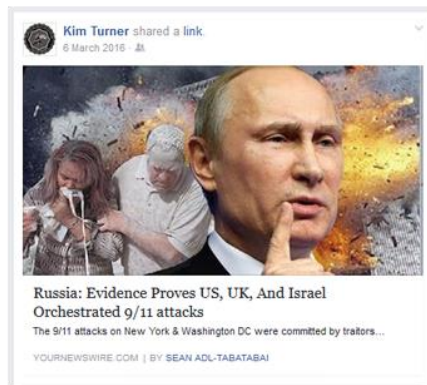 Kim Turner shared a link.
6 March 2016 ·
Russia: Evidence Proves US, UK, And Israel
Orchestrated 9/11 attacks
The 9/11 attacks on New York & Washington DC were committed by traitors...
YOURNEWSWIRE.COM | BY SEAN ADL-TABATABAI